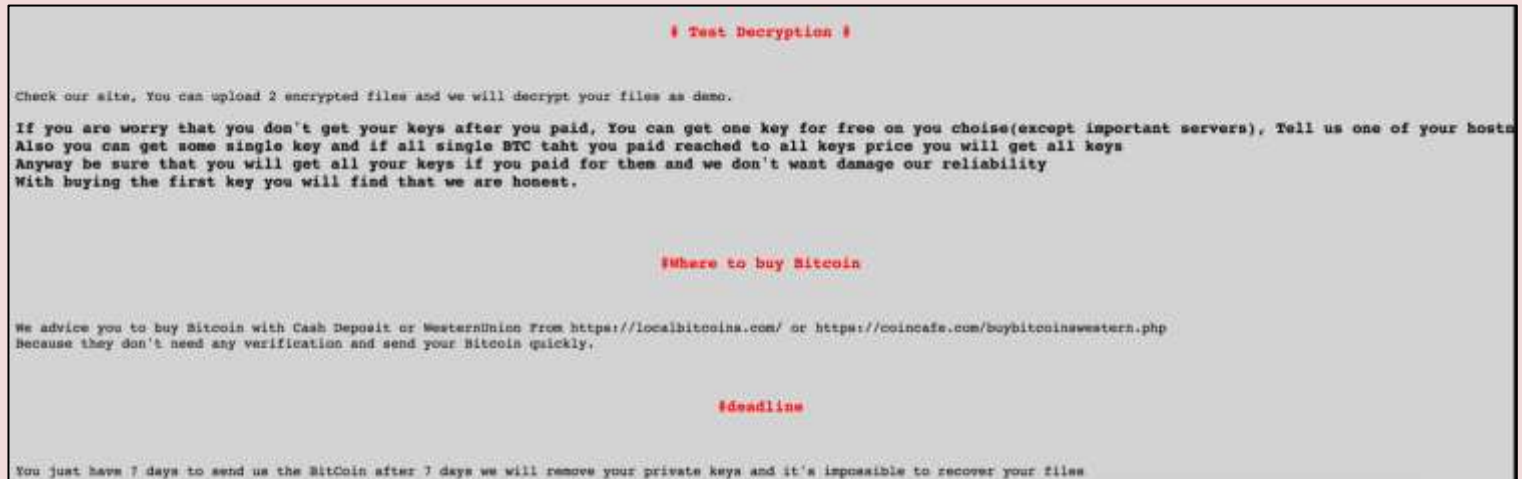 # Test Decryption #
Check our site, You can upload 2 encrypted files and we will decrypt your files as demo.
If you are worry that you don't get your keys after you paid, You can get one key for free on you choise(except important servers), Tell us one of your hostn
Also you can get some single key and if all single BTC taht you paid reached to all keys price you will get all keys
Anyway be sure that you will get all your keys if you paid for them and we don't want damage our reliability
With buying the first key you will find that we are honest.
#Where to buy Bitcoin
We advice you to buy Bitcoin with Cash Deposit or WesternUnion From https://localbitcoins.com/ or https://coincafe.com/buybitcoinswestern.php
Because they don't need any verification and send your Bitcoin quickly.
#deadline
You just have 7 days to send us the BitCoin after 7 days we will remove your private keys and it's impossible to recover your files